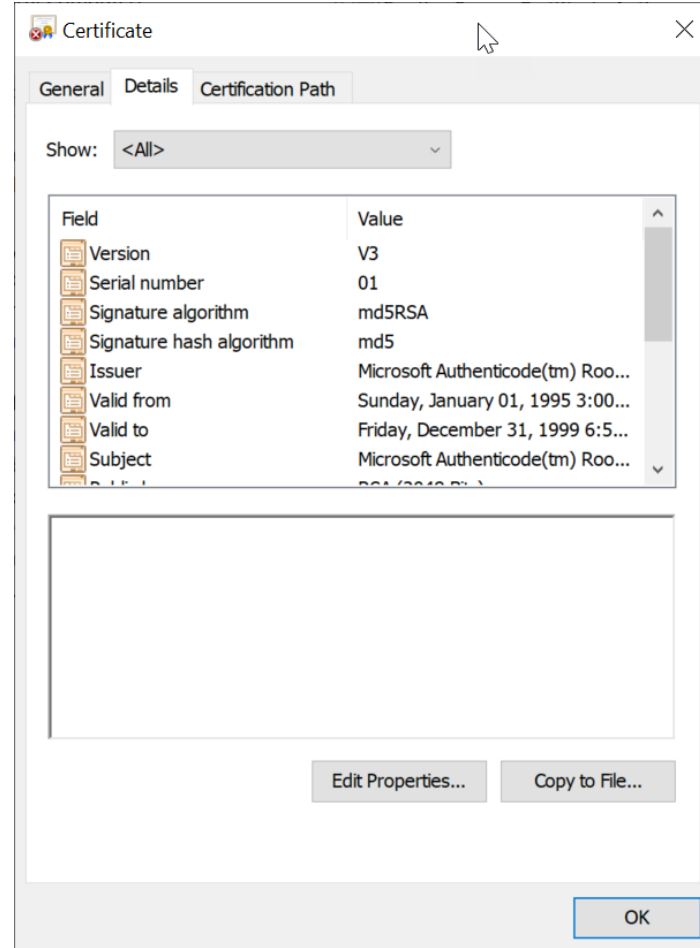 Certificate
General Details Certification Path
Show: <All>
Field Value
Version V3
Serial number 01
Signature algorithm md5RSA
Signature hash algorithm md5
Issuer Microsoft Authenticode(tm) Roo...
Valid from Sunday, January 01, 1995 3:00...
Valid to Friday, December 31, 1999 6:5...
Subject Microsoft Authenticode(tm) Roo...
Edit Properties... Copy to File...
OK